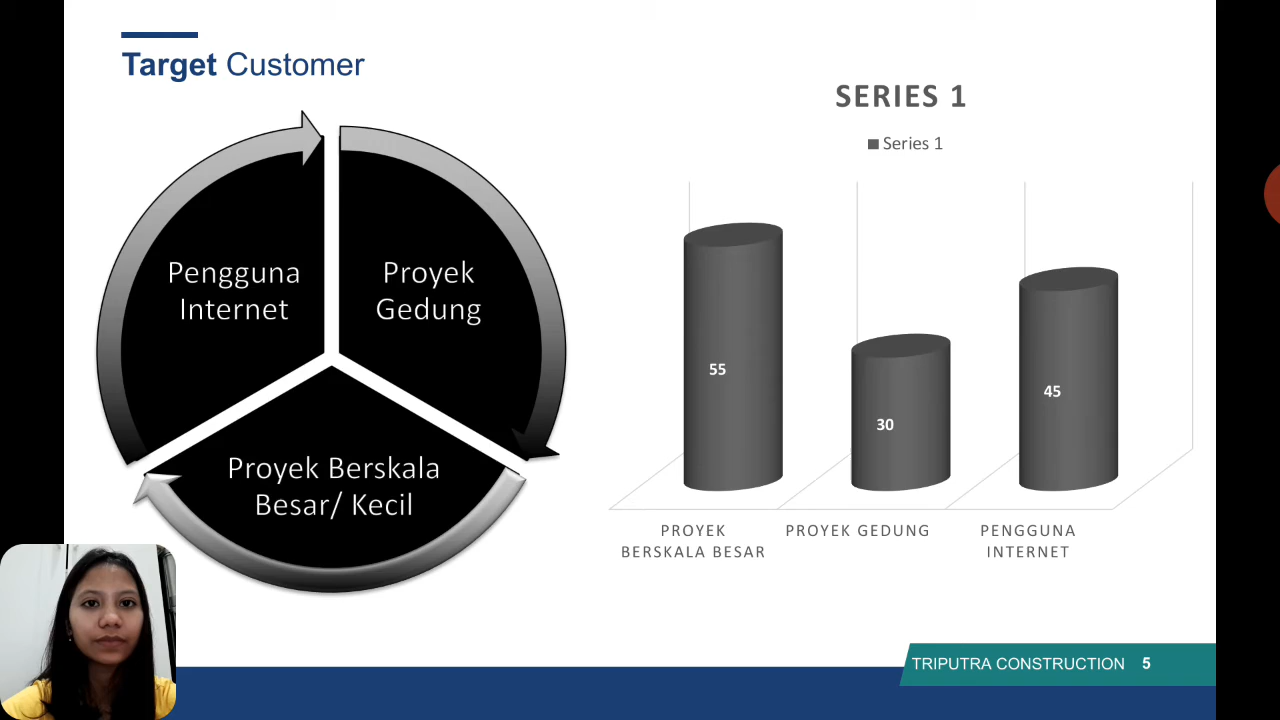 Target Customer
Pengguna
Internet
Proyek
Gedung
Proyek Berskala
Besar/ Kecil
SERIES 1
Series 1
55
30
45
PROYEK
BERSKALA BESAR
PROYEK GEDUNG
PENGGUNA
INTERNET
TRIPUTRA CONSTRUCTION 5